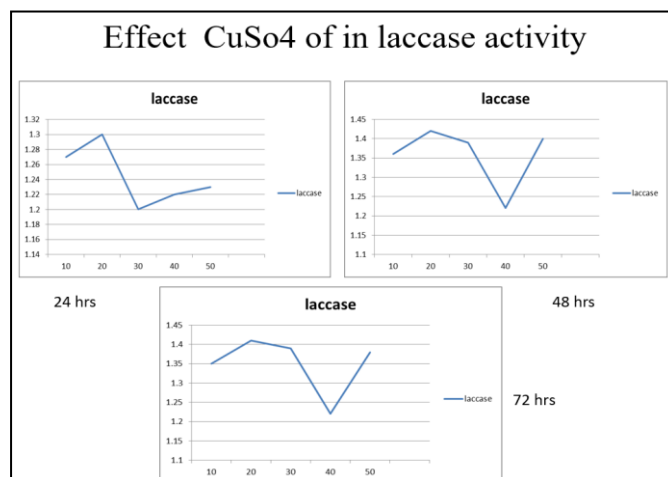 Effect CuSo4 of in laccase activity
laccase
1.32
1.3
1.28
1.26
1.24
1.22
1.2
1.18
1.16
1.14
10 20 30 40 50
laccase
24 hrs
laccase
1.45
1.4
1.35
1.3
1.25
1.2
1.15
1.1
10 20 30 40 50
laccase
48 hrs
laccase
1.45
1.4
1.35
1.3
1.25
1.2
1.15
1.1
10 20 30 40 50
laccase
72 hrs